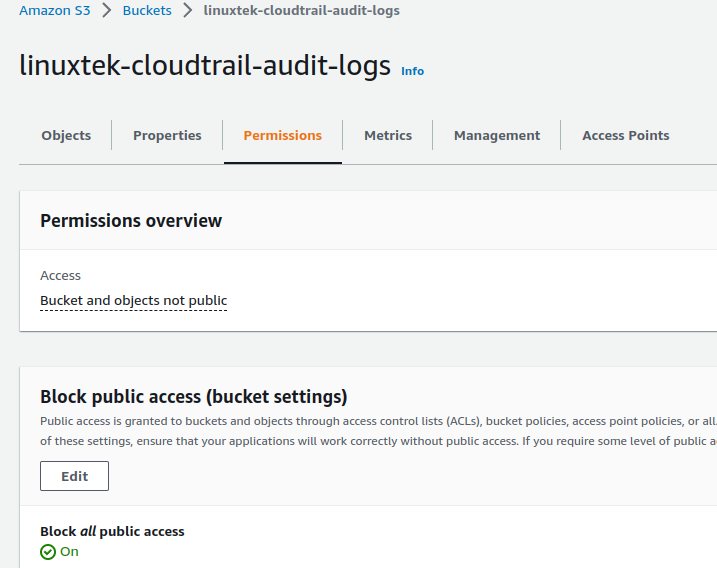 Amazon S3 > Buckets > linuxtek-cloudtrail-audit-logs
linuxtek-cloudtrail-audit-logs Info
Objects Properties Permissions Metrics Management Access Points
Permissions overview
Access
Bucket and objects not public
Block public access (bucket settings)
Public access is granted to buckets and objects through access control lists (ACLs), bucket policies, access point policies, or all.
of these settings, ensure that your applications will work correctly without public access. If you require some level of public a
Edit
Block all public access
On